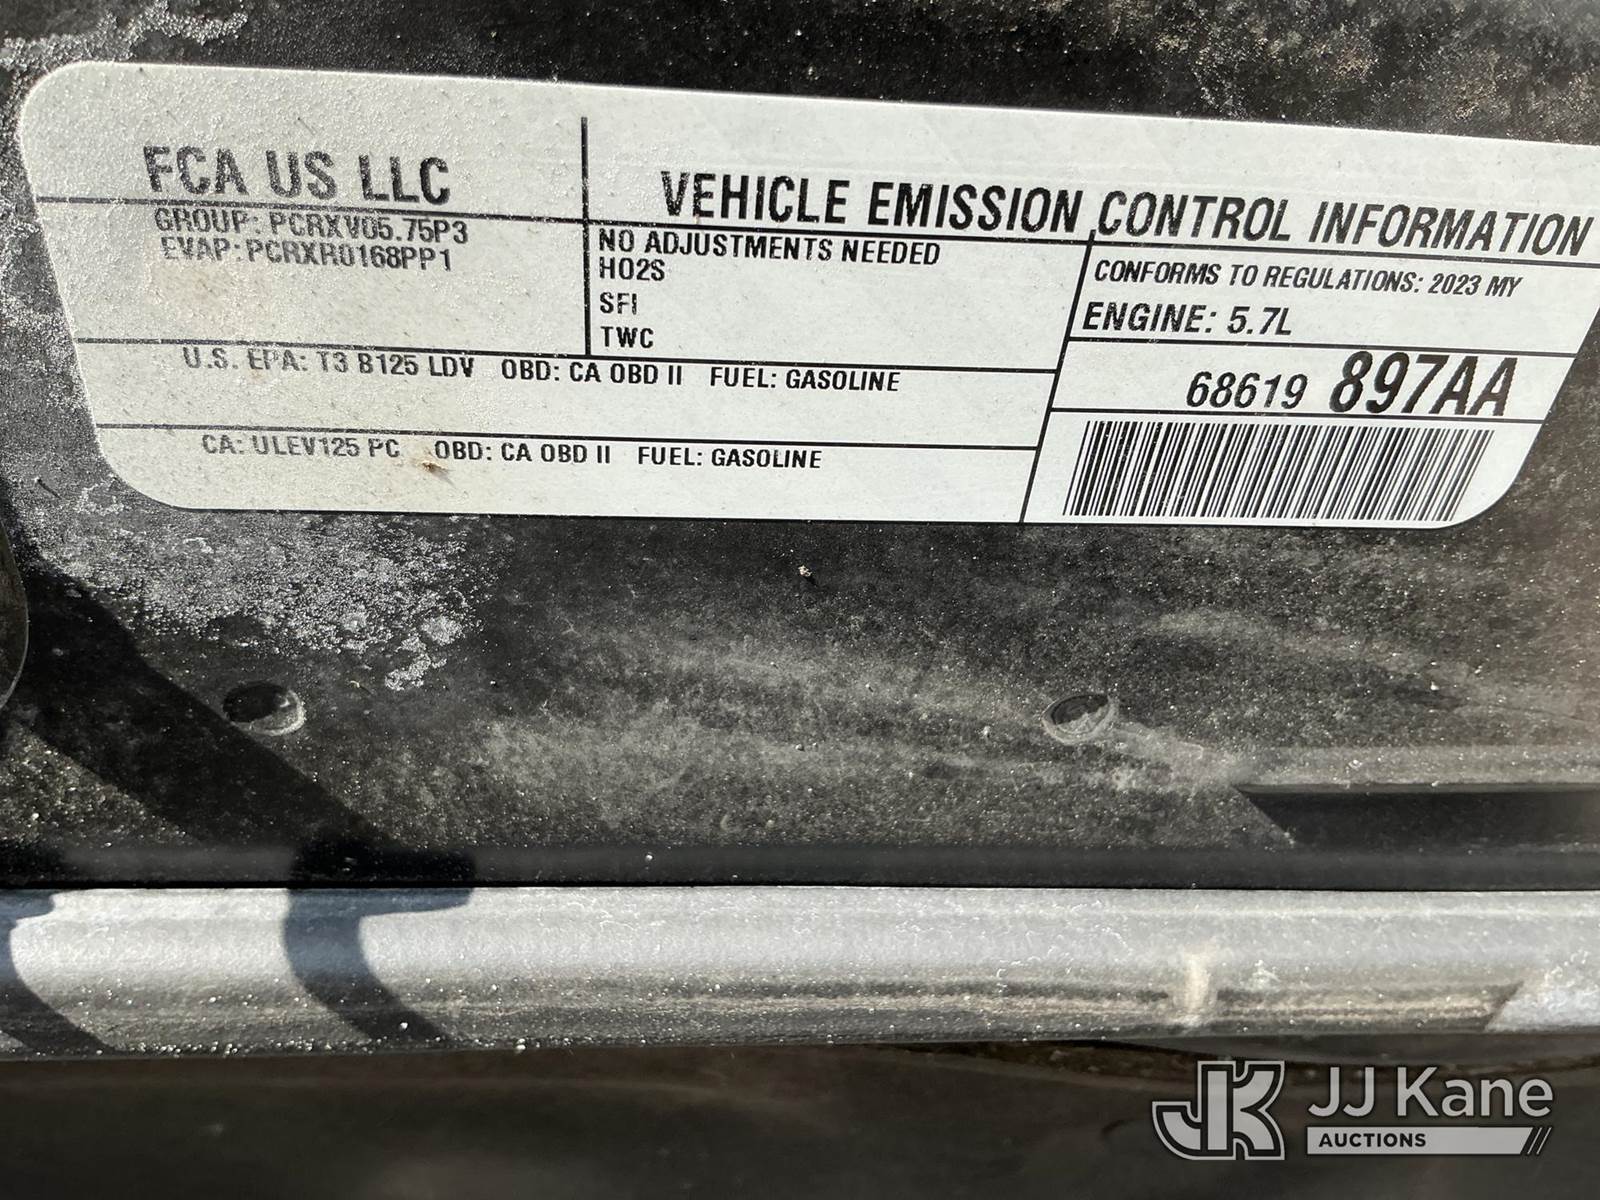 FCA US LLC
VEHICLE EMISSION CONTROL INFORMATION
GROUP: PCRXV05.75P3
EVAP: PCRXR0168PP1
NO ADJUSTMENTS NEEDED
HO2S
SFI
TWC
CONFORMS TO REGULATIONS: 2023 MY
ENGINE: 5.7L
U.S. EPA: T3 B125 LDV OBD: CA OBD II FUEL: GASOLINE
68619 897AA
CA: ULEV125 PC OBD: CA OBD II FUEL: GASOLINE
JK JJ Kane
AUCTIONS